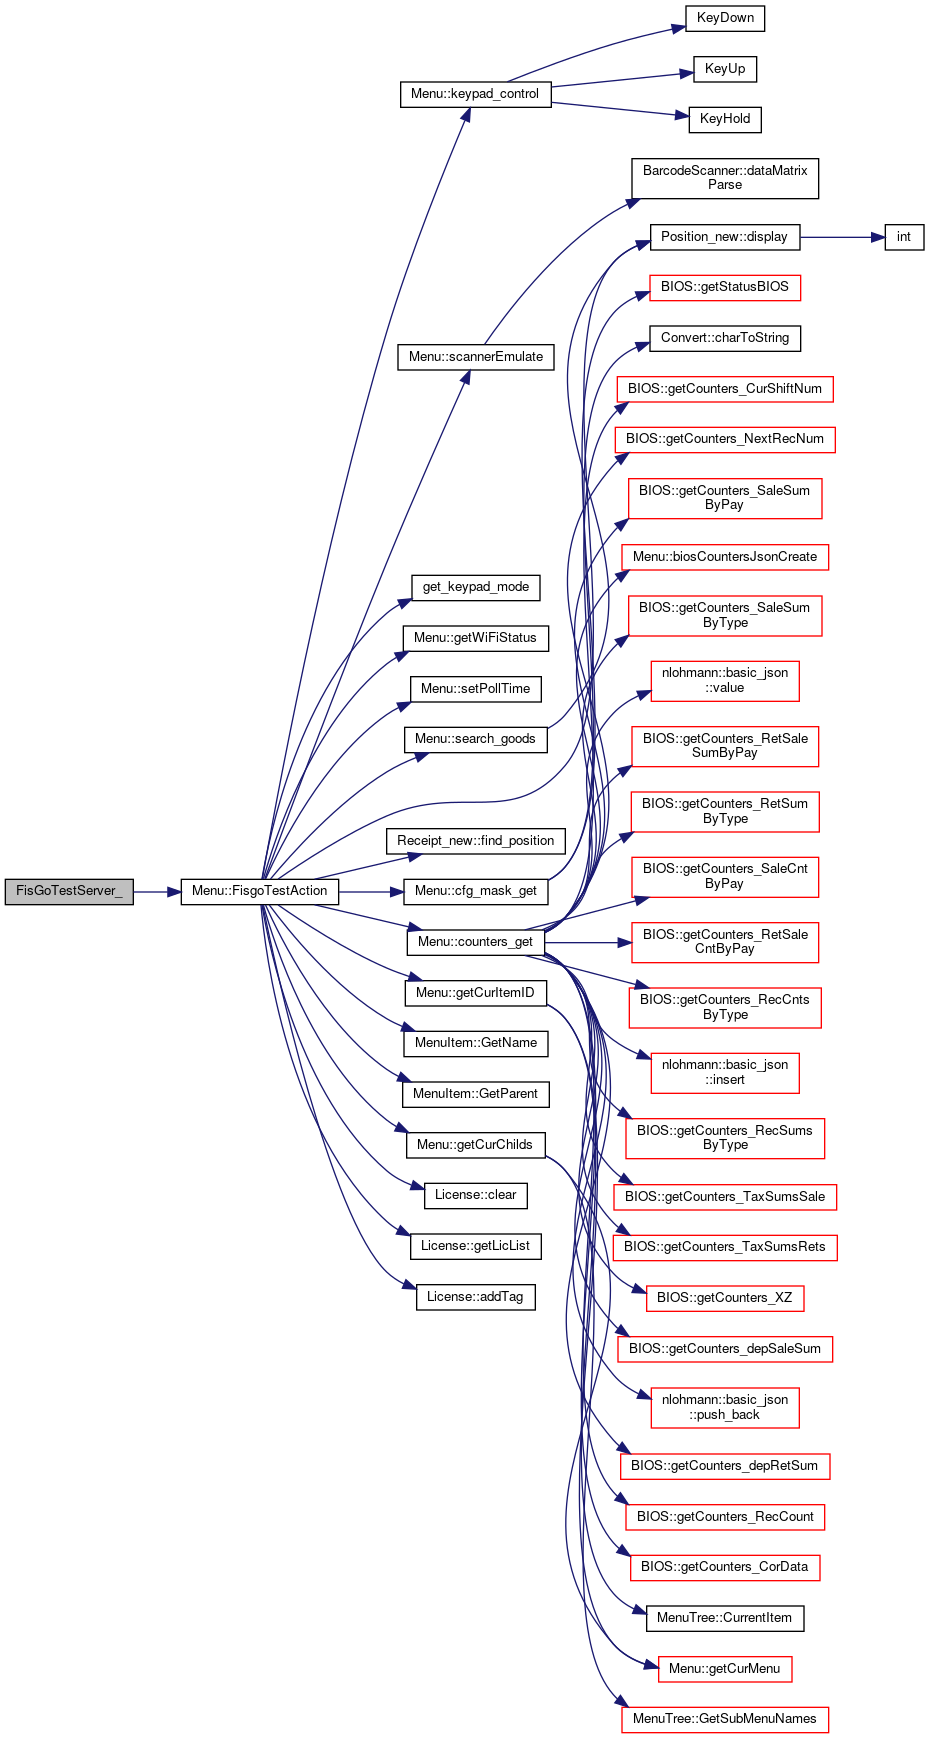 KeyDown
KeyUp
Menu::keypad_control
KeyHold
BarcodeScanner::dataMatrix
Parse
Position_new::display
int
BIOS::getStatusBIOS
Convert::charToString
Menu::scannerEmulate
BIOS::getCounters_CurShiftNum
BIOS::getCounters_NextRecNum
BIOS::getCounters_SaleSum
ByPay
Menu::biosCountersJsonCreate
get_keypad_mode
BIOS::getCounters_SaleSum
ByType
Menu::getWiFiStatus
nlohmann::basic_json
::value
Menu::setPollTime
Menu::search_goods
BIOS::getCounters_RetSale
SumByPay
BIOS::getCounters_RetSum
ByType
Receipt_new::find_position
BIOS::getCounters_SaleCnt
ByPay
FisGoTestServer_
Menu::FisgoTestAction
Menu::cfg_mask_get
Menu::counters_get
BIOS::getCounters_RetSale
CntByPay
Menu::getCurItemID
BIOS::getCounters_RecCnts
ByType
MenuItem::GetName
nlohmann::basic_json
::insert
MenuItem::GetParent
Menu::getCurChilds
BIOS::getCounters_RecSums
ByType
License::clear
BIOS::getCounters_TaxSumsSale
License::getLicList
BIOS::getCounters_TaxSumsRets
License::addTag
BIOS::getCounters_XZ
BIOS::getCounters_depSaleSum
nlohmann::basic_json
::push_back
BIOS::getCounters_depRetSum
BIOS::getCounters_RecCount
BIOS::getCounters_CorData
MenuTree::CurrentItem
Menu::getCurMenu
MenuTree::GetSubMenuNames